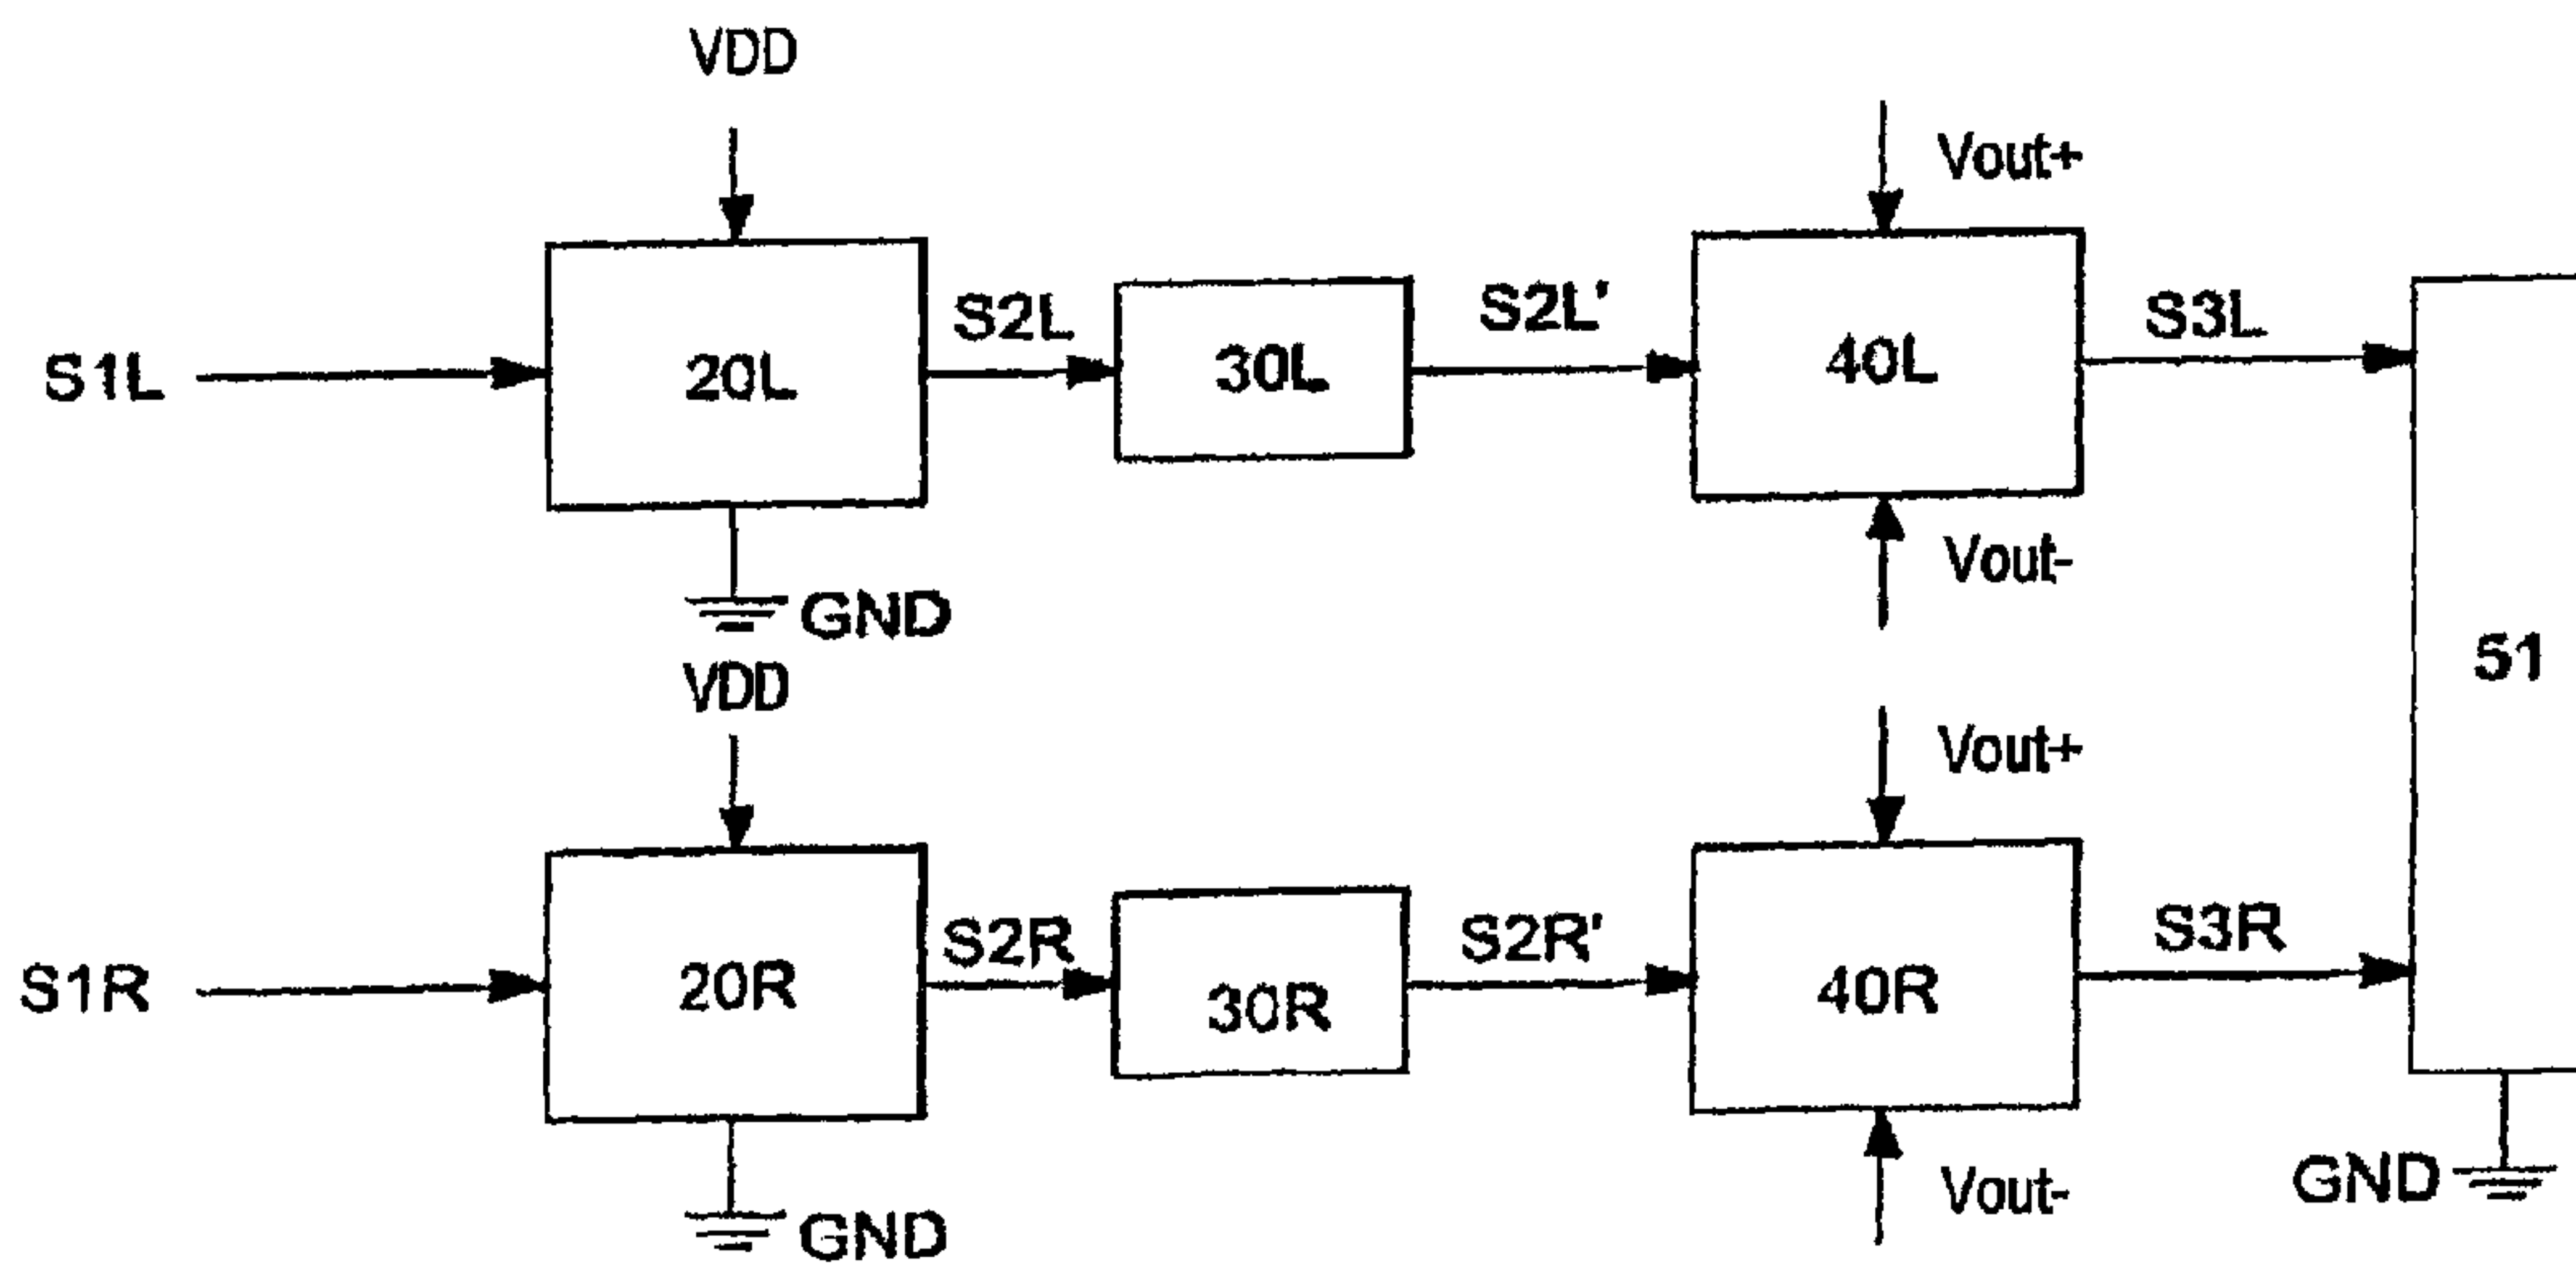 VDD
Vout+
S1L
20L
S2L
30L
S2L'
40L
S3L
Vout-
GND
VDD
51
Vout+
S1R
20R
S2R
30R
S2R'
40R
S3R
Vout-
GND
GND